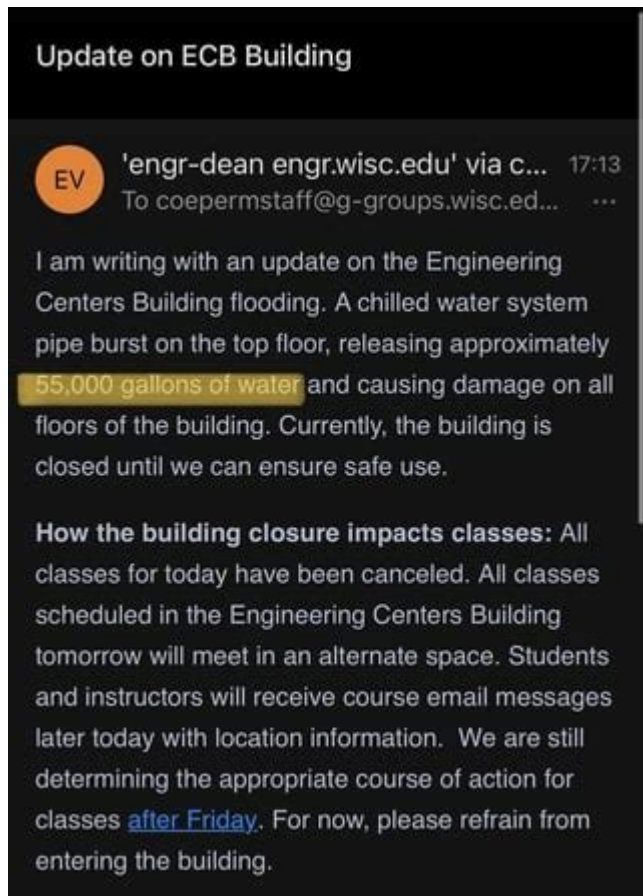 Update on ECB Building
EV
'engr-dean engr.wisc.edu' via c... 17:13
To coepermstaff@g-groups.wisc.ed... ...
I am writing with an update on the Engineering
Centers Building flooding. A chilled water system
pipe burst on the top floor, releasing approximately
55,000 gallons of water and causing damage on all
floors of the building. Currently, the building is
closed until we can ensure safe use.
How the building closure impacts classes: All
classes for today have been canceled. All classes
scheduled in the Engineering Centers Building
tomorrow will meet in an alternate space. Students
and instructors will receive course email messages
later today with location information. We are still
determining the appropriate course of action for
classes after Friday. For now, please refrain from
entering the building.